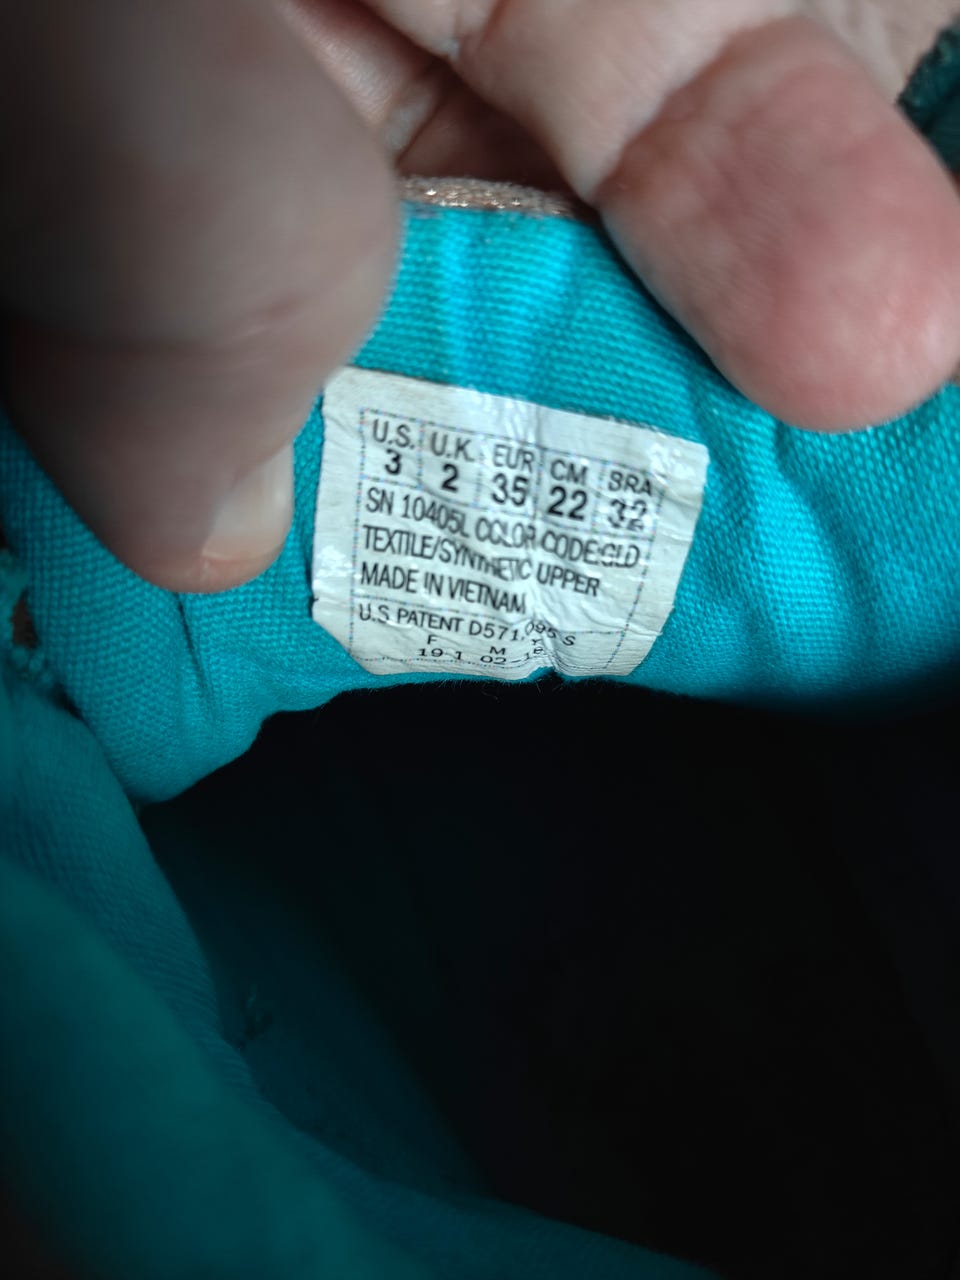 U.S. U.K. EUR CM BRA
3 2 35 22 32
SN 10405L COLOR CODE:GLD
TEXTILE/SYNTHETIC UPPER
MADE IN VIETNAM
U.S PATENT D571,095 S
F M Y
19-1 02-18